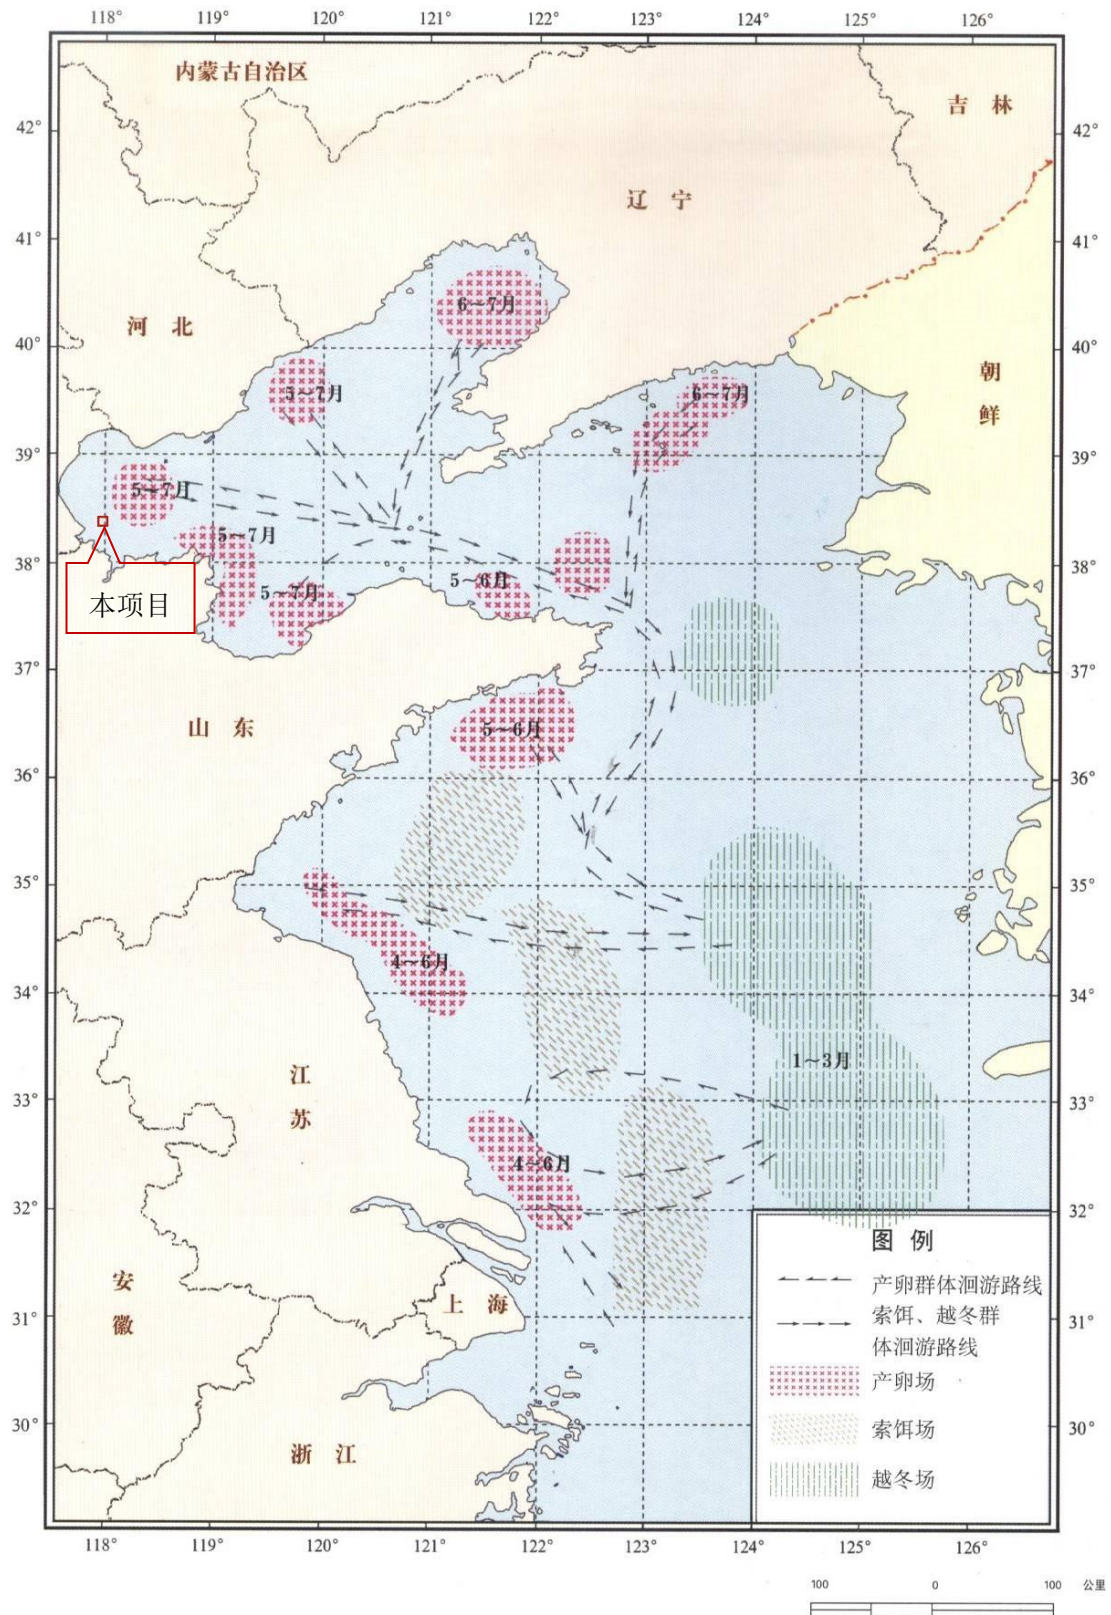 118° 119° 120° 121° 122° 123° 124° 125° 126°
内蒙古自治区
吉 林
42° 42°
辽 宁
41° 41°
6~7月
河 北
40° 40°
朝
鲜
5~7月
6~7月
39° 39°
5~7月
5~7月
38° 38°
5~6月
5~7月
本项目
37° 37°
山 东
5~6月
36° 36°
35° 35°
4~6月
34° 34°
1~3月
江
苏
33° 33°
4~6月
32° 32°
图 例
安
徽
上 海
产卵群体洄游路线
索饵、越冬群
体洄游路线
31° 31°
产卵场
索饵场
30° 30°
浙 江
越冬场
118° 119° 120° 121° 122° 123° 124° 125° 126°
100 0 100 公里